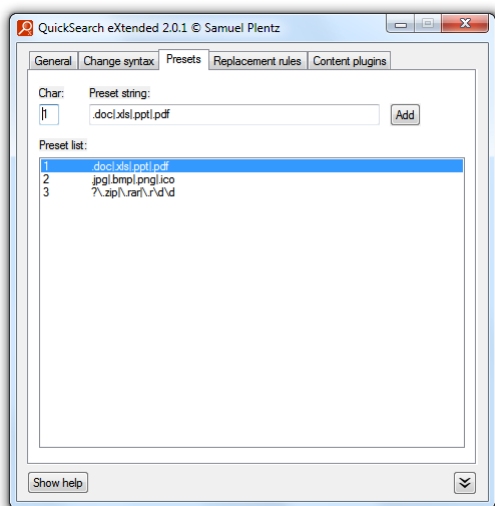 QuickSearch eXtended 2.0.1 © Samuel Plentz
General Change syntax Presets Replacement rules Content plugins
Char: Preset string:
1 .doc|.xls|.ppt|.pdf Add
Preset list:
1 .doc|.xls|.ppt|.pdf
2 .jpg|.bmp|.png|.ico
3 ?\.zip|\.rar|\.r\d\d
Show help